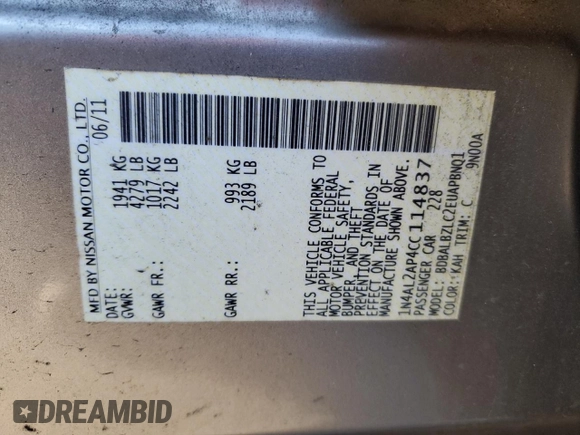 MFD BY NISSAN MOTOR CO., LTD.
DATE: 06/11
GVWR: 1941 KG
4279 LB
GAWR FR.: 1017 KG
2242 LB
GAWR RR.: 993 KG
2189 LB
THIS VEHICLE CONFORMS TO
ALL APPLICABLE FEDERAL
MOTOR VEHICLE SAFETY,
BUMPER AND THEFT
PREVENTION STANDARDS IN
EFFECT ON THE DATE OF
MANUFACTURE SHOWN ABOVE.
1N4AL2AP4CC114837
PASSENGER CAR 228
MODEL: BDBALBZLC2EUAPBNQ1
COLOR: KAH TRIM: C 9N00A
DREAMBID